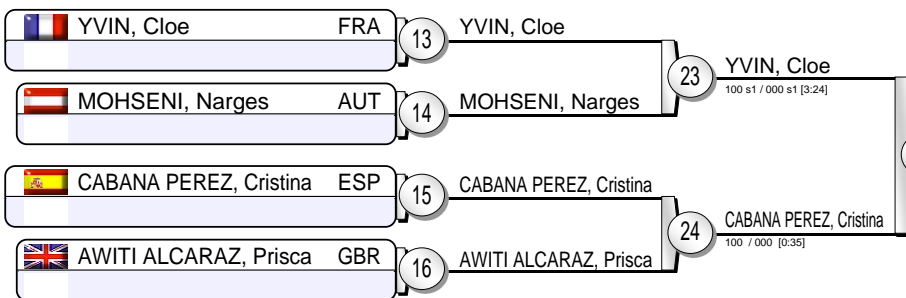 YVIN, Cloe FRA 13 YVIN, Cloe
23 YVIN, Cloe
100 s1 / 000 s1 [3:24]
MOHSENI, Narges AUT 14 MOHSENI, Narges
CABANA PEREZ, Cristina ESP 15 CABANA PEREZ, Cristina
24 CABANA PEREZ, Cristina
100 / 000 [0:35]
AWITI ALCARAZ, Prisca GBR 16 AWITI ALCARAZ, Prisca